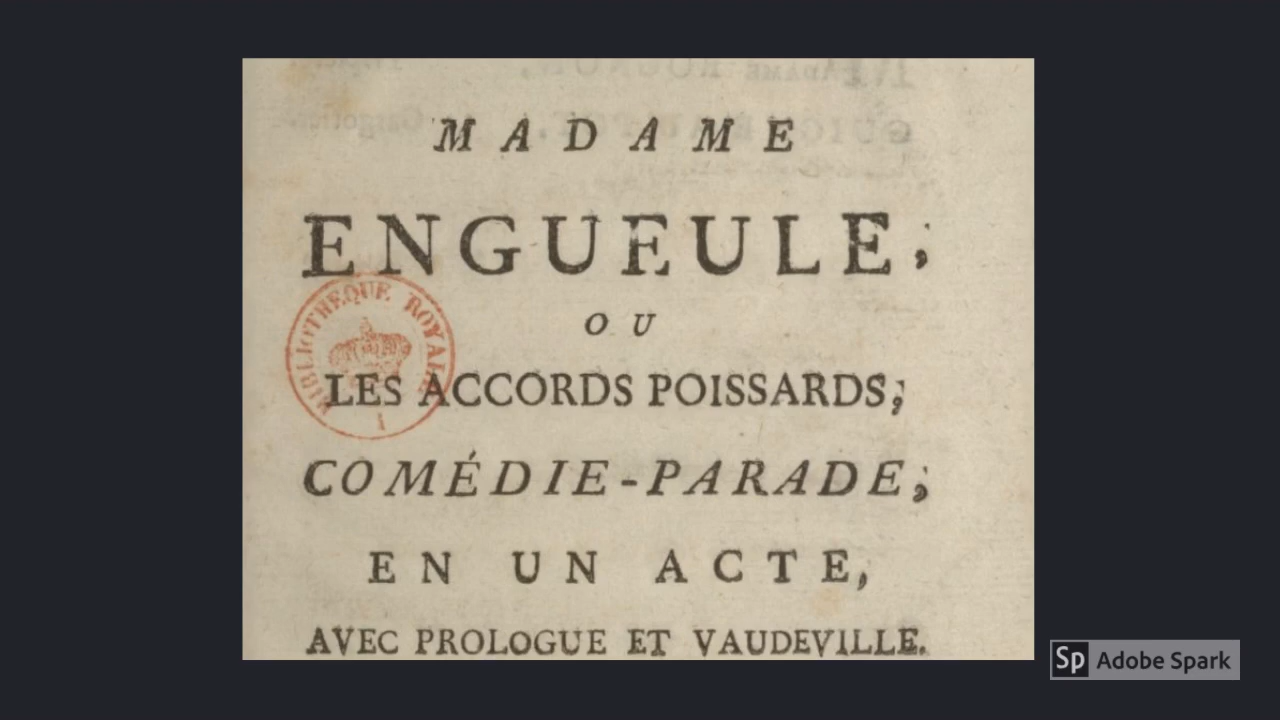 MADAME
ENGUEULE;
OU
LES ACCORDS POISSARDS;
COMÉDIE-PARADE;
EN UN ACTE,
AVEC PROLOGUE ET VAUDEVILLE.
BIBLIOTHEQUE ROYALE
I
Sp Adobe Spark